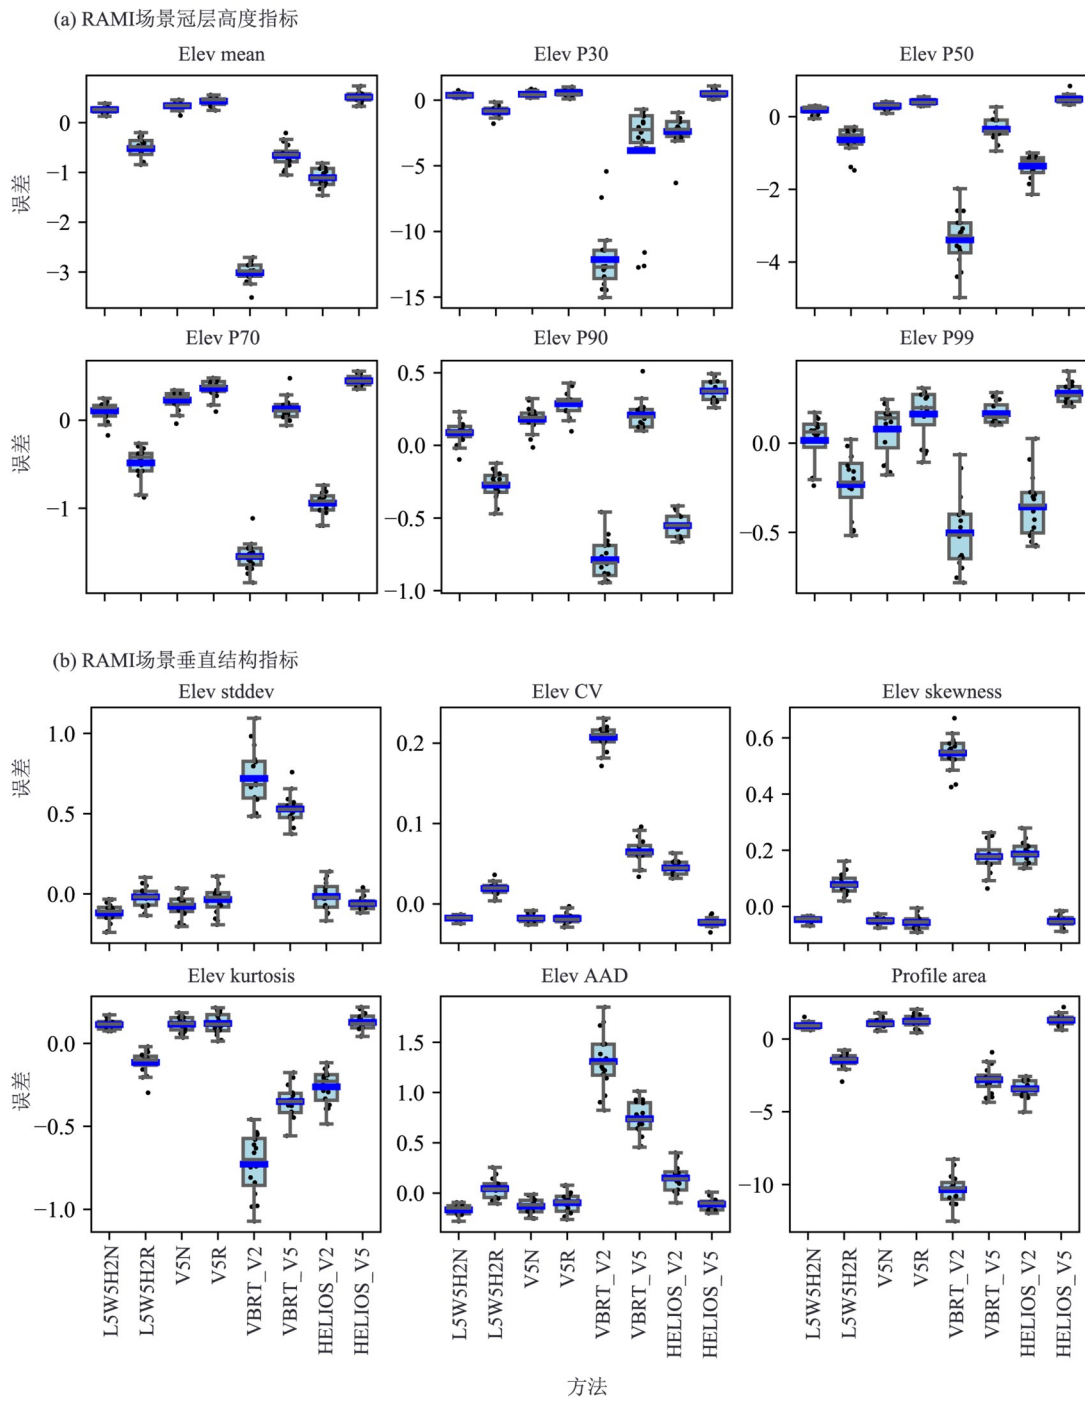 (a) RAMI场景冠层高度指标
Elev mean
Elev P30
Elev P50
0
−1
−2
−3
0
−5
−10
−15
0
−2
−4
误差
Elev P70
Elev P90
Elev P99
0
−1
0.5
0.0
−0.5
−1.0
0.0
−0.5
误差
(b) RAMI场景垂直结构指标
Elev stddev
Elev CV
Elev skewness
1.0
0.5
0.0
0.2
0.1
0.0
0.6
0.4
0.2
0.0
误差
Elev kurtosis
Elev AAD
Profile area
0.0
−0.5
−1.0
1.5
1.0
0.5
0.0
0
−5
−10
误差
L5W5H2N
L5W5H2R
V5N
V5R
VBRT_V2
VBRT_V5
HELIOS_V2
HELIOS_V5
L5W5H2N
L5W5H2R
V5N
V5R
VBRT_V2
VBRT_V5
HELIOS_V2
HELIOS_V5
L5W5H2N
L5W5H2R
V5N
V5R
VBRT_V2
VBRT_V5
HELIOS_V2
HELIOS_V5
方法